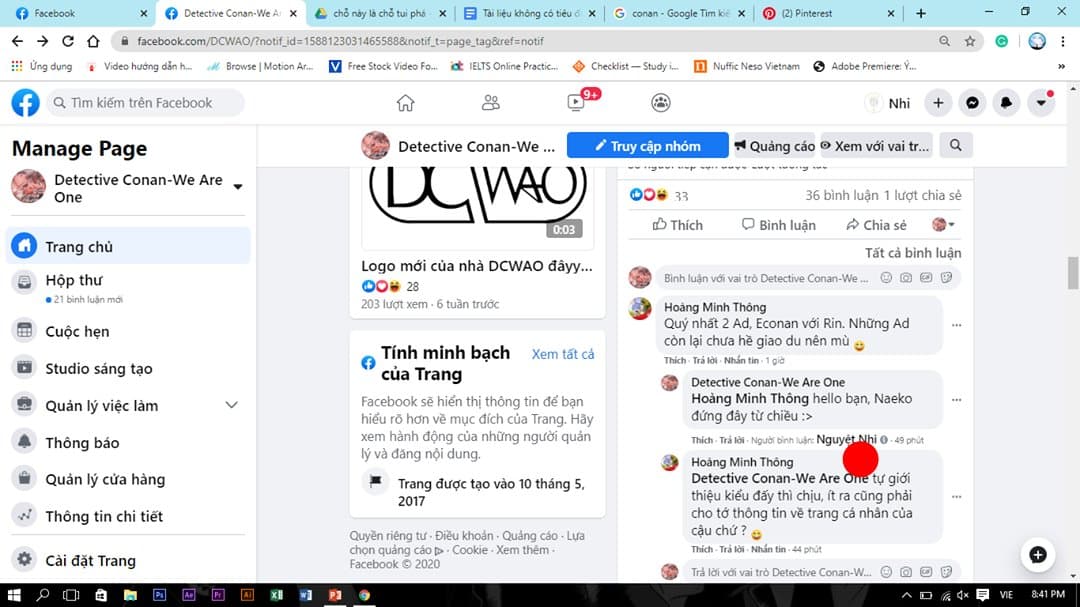 Facebook
Detective Conan-We Ar
chỗ này là chỗ tui phá
Tài liệu không có tiêu đ
conan - Google Tìm kiế
(2) Pinterest
facebook.com/DCWAO/?notif_id=1588123031465588&notif_t=page_tag&ref=notif
Ứng dụng
Video hướng dẫn h...
Browse | Motion Ar...
Free Stock Video Fo...
IELTS Online Practic...
Checklist — Study i...
Nuffic Neso Vietnam
Adobe Premiere: Ý...
Tìm kiếm trên Facebook
9+
Nhi
Manage Page
Detective Conan-We Are
One
Trang chủ
Hộp thư
21 bình luận mới
Cuộc hẹn
Studio sáng tạo
Quản lý việc làm
Thông báo
Quản lý cửa hàng
Thông tin chi tiết
Cài đặt Trang
Detective Conan-We ...
Truy cập nhóm
Quảng cáo
Xem với vai tr...
DCWAO
0:03
Logo mới của nhà DCWAO đâyy...
28
203 lượt xem · 6 tuần trước
Tính minh bạch
của Trang
Xem tất cả
Facebook sẽ hiển thị thông tin để bạn
hiểu rõ hơn về mục đích của Trang. Hãy
xem hành động của những người quản
lý và đăng nội dung.
Trang được tạo vào 10 tháng 5,
2017
Quyền riêng tư · Điều khoản · Quảng cáo · Lựa
chọn quảng cáo · Cookie · Xem thêm ·
Facebook © 2020
33
36 bình luận 1 lượt chia sẻ
Thích
Bình luận
Chia sẻ
Tất cả bình luận
Bình luận với vai trò Detective Conan-We ...
Hoàng Minh Thông
Quý nhất 2 Ad, Econan với Rin. Những Ad
còn lại chưa hề giao du nên mù
Thích · Trả lời · Nhắn tin · 1 giờ
Detective Conan-We Are One
Hoàng Minh Thông hello bạn, Naeko
đứng đây từ chiều :>
Thích · Trả lời · Người bình luận: Nguyệt Nhi · 49 phút
Hoàng Minh Thông
Detective Conan-We Are One tự giới
thiệu kiểu đấy thì chịu, ít ra cũng phải
cho tớ thông tin về trang cá nhân của
cậu chứ ?
Thích · Trả lời · Nhắn tin · 44 phút
Trả lời với vai trò Detective Conan-W...
VIE
8:41 PM